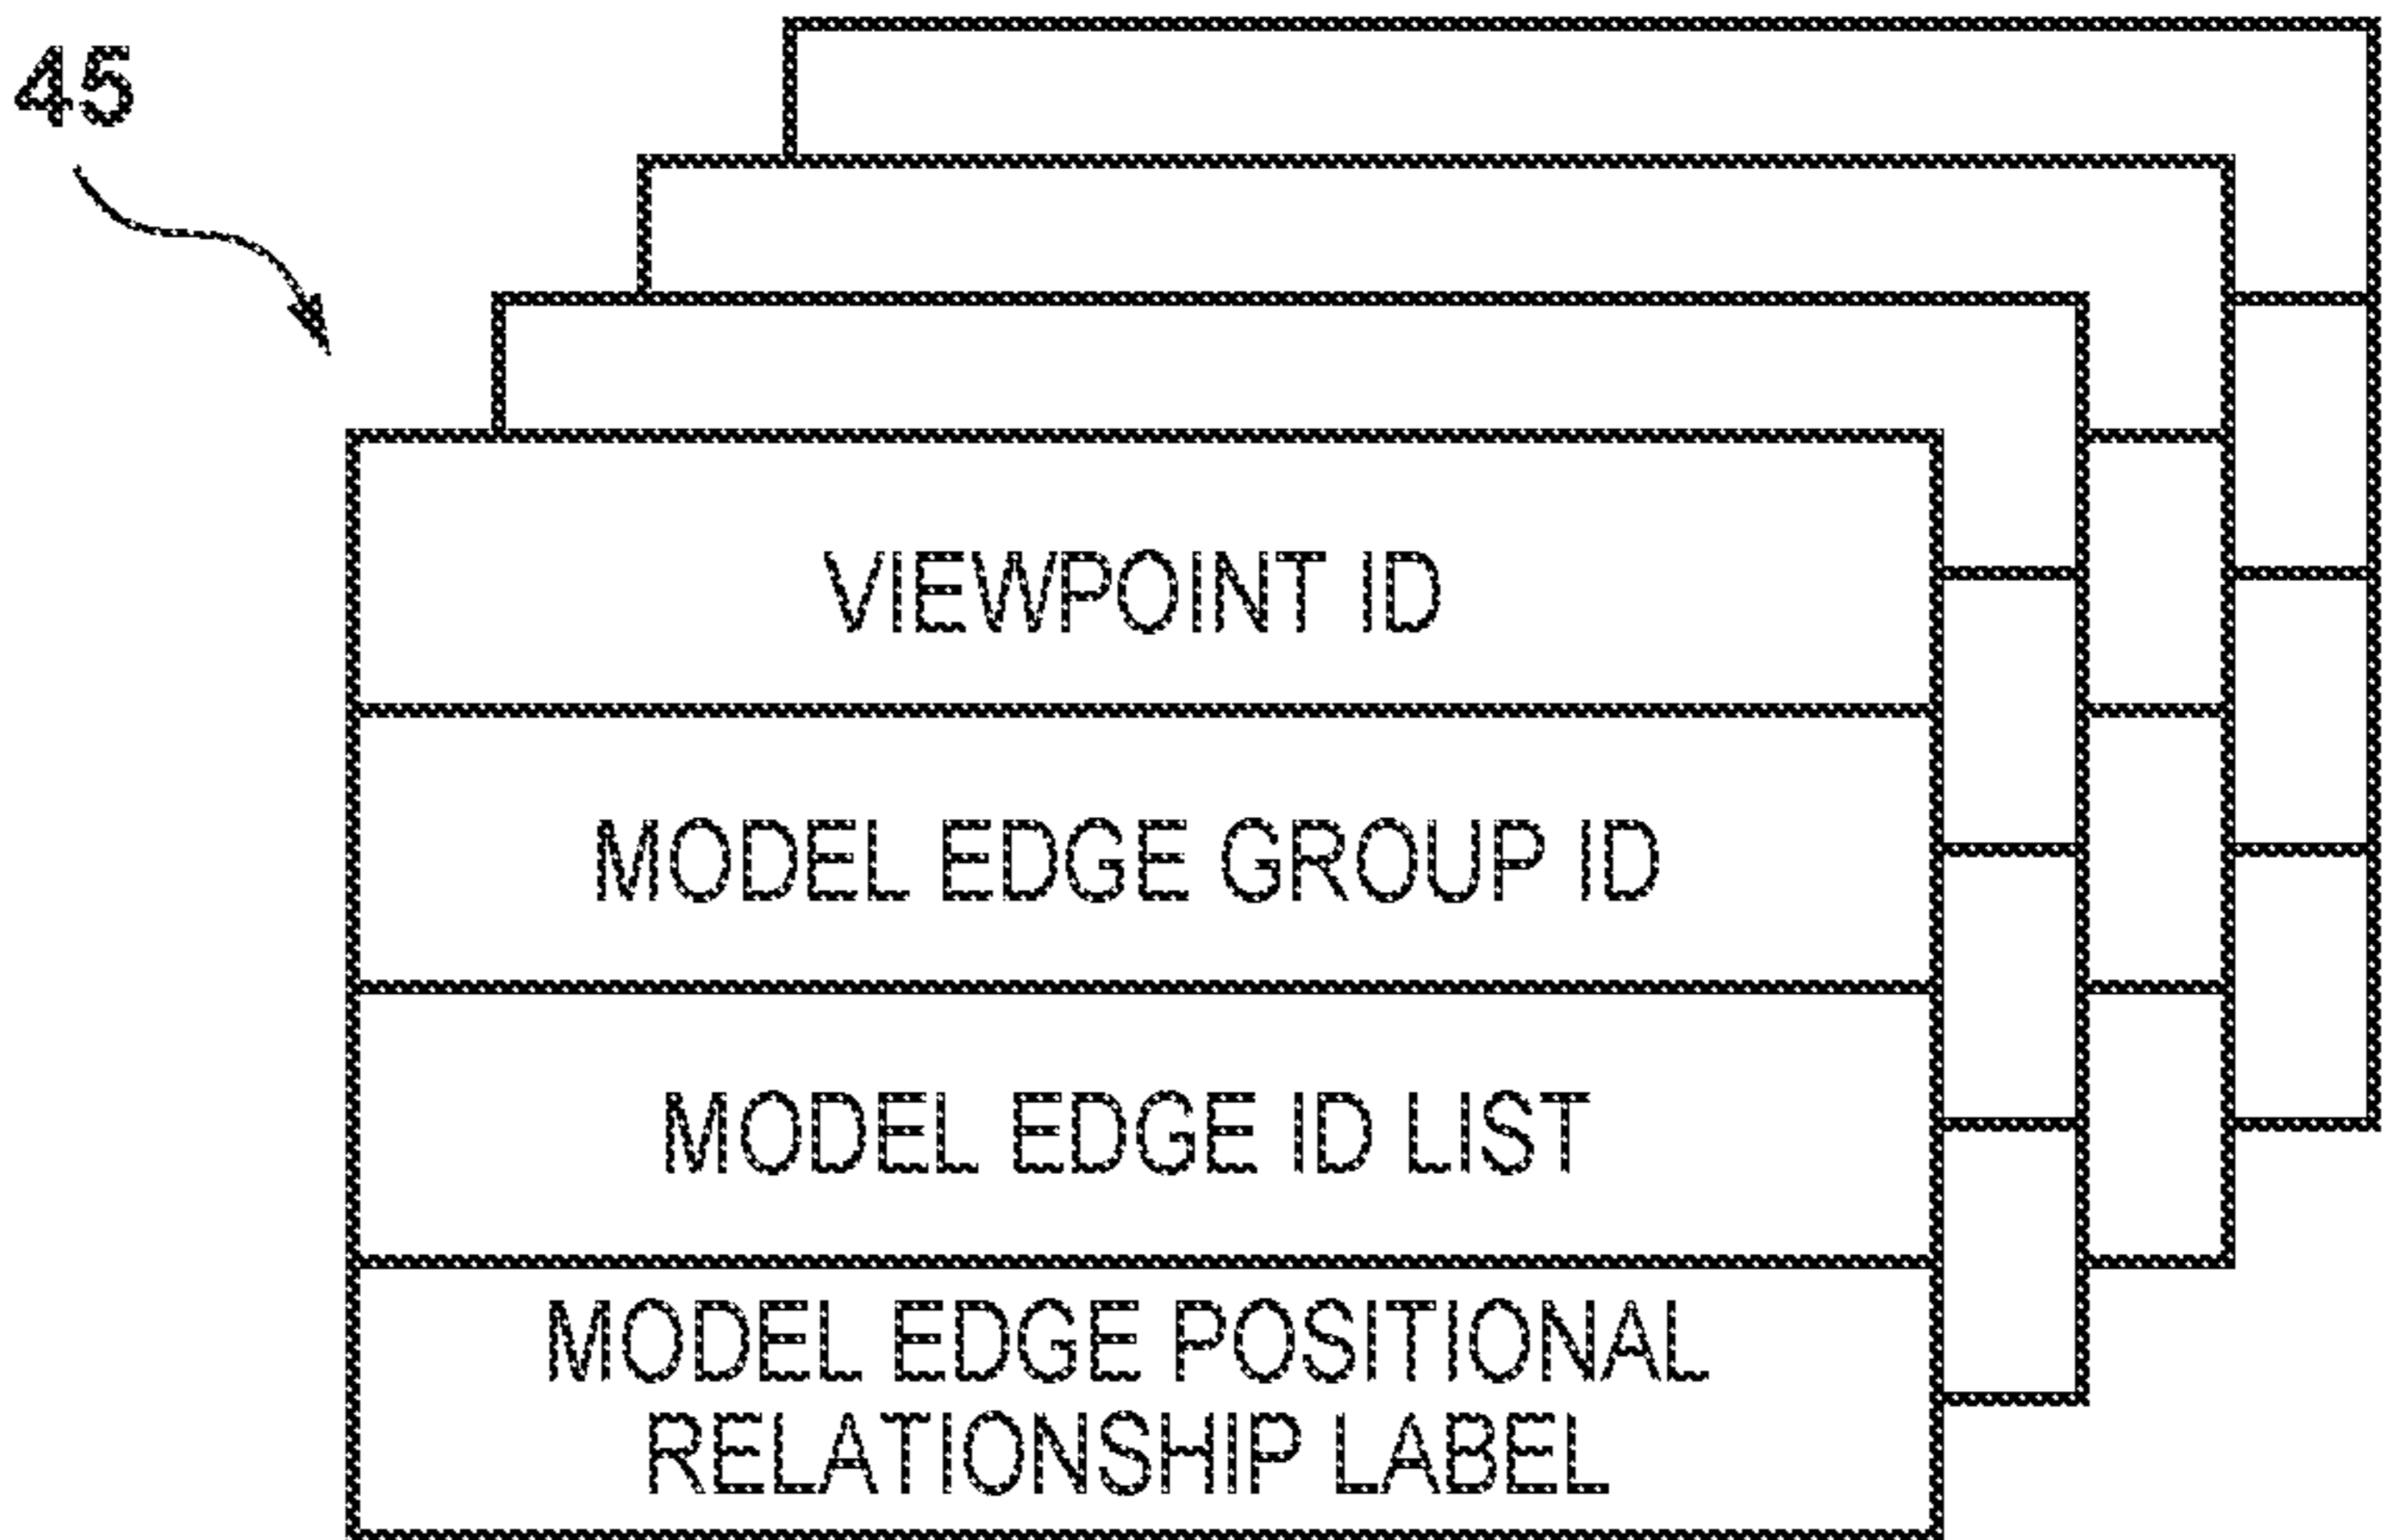 45
VIEWPOINT ID
MODEL EDGE GROUP ID
MODEL EDGE ID LIST
MODEL EDGE POSITIONAL
RELATIONSHIP LABEL